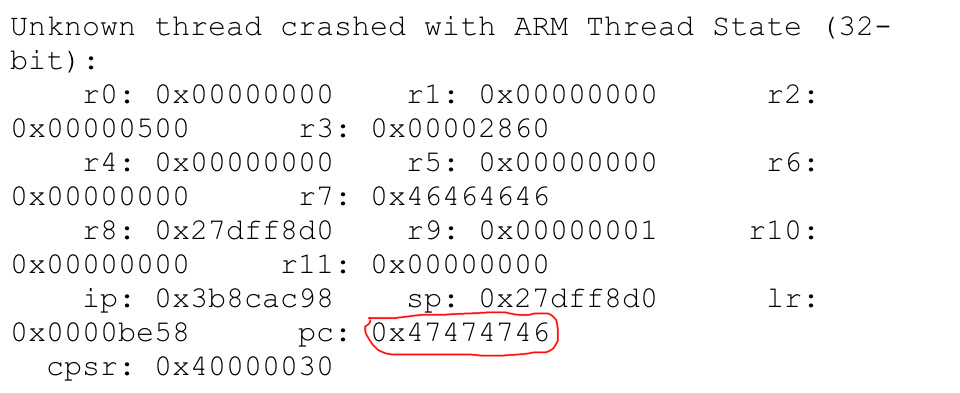 Unknown thread crashed with ARM Thread State (32-
bit):
r0: 0x00000000 r1: 0x00000000 r2:
0x00000500 r3: 0x00002860
r4: 0x00000000 r5: 0x00000000 r6:
0x00000000 r7: 0x46464646
r8: 0x27dff8d0 r9: 0x00000001 r10:
0x00000000 r11: 0x00000000
ip: 0x3b8cac98 sp: 0x27dff8d0 lr:
0x0000be58 pc: 0x47474746
cpsr: 0x40000030